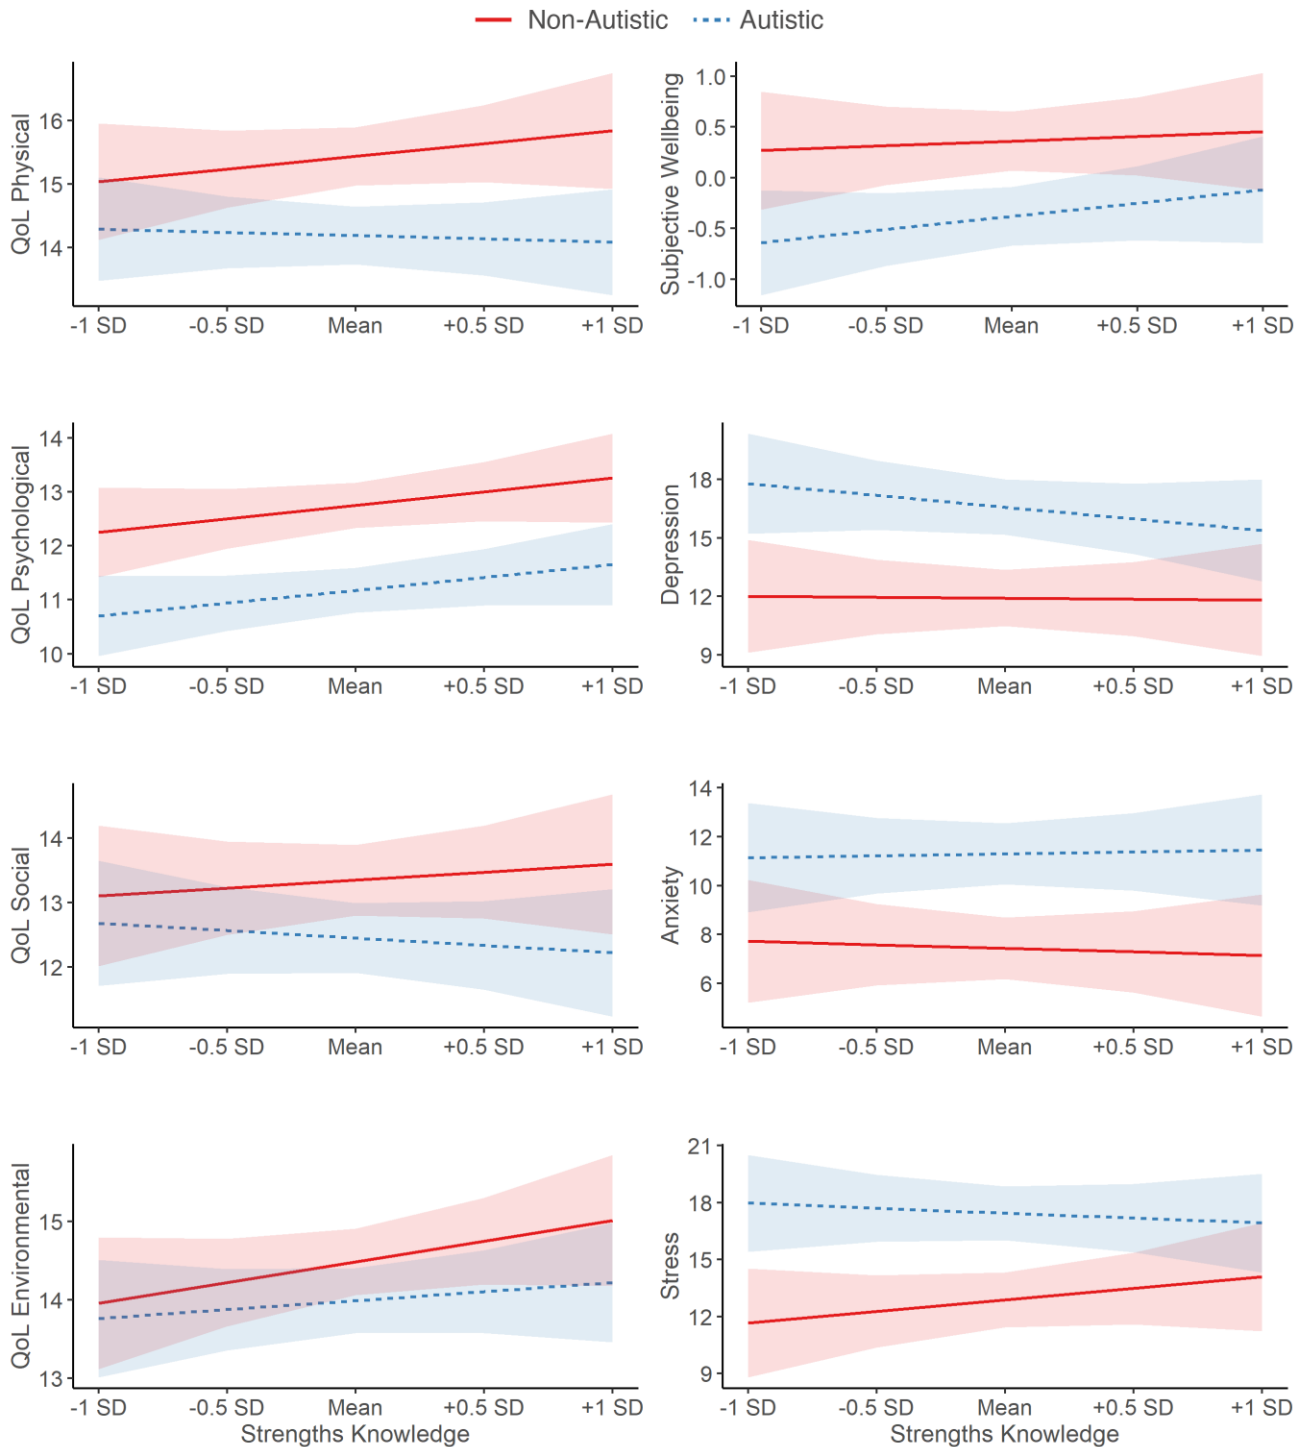 Non-Autistic Autistic
QoL Physical
16
15
14
-1 SD -0.5 SD Mean +0.5 SD +1 SD
Subjective Wellbeing
1.0
0.5
0.0
-0.5
-1.0
-1 SD -0.5 SD Mean +0.5 SD +1 SD
QoL Psychological
14
13
12
11
10
-1 SD -0.5 SD Mean +0.5 SD +1 SD
Depression
18
15
12
9
-1 SD -0.5 SD Mean +0.5 SD +1 SD
QoL Social
14
13
12
-1 SD -0.5 SD Mean +0.5 SD +1 SD
Anxiety
14
12
10
8
6
-1 SD -0.5 SD Mean +0.5 SD +1 SD
QoL Environmental
15
14
13
-1 SD -0.5 SD Mean +0.5 SD +1 SD
Strengths Knowledge
Stress
21
18
15
12
9
-1 SD -0.5 SD Mean +0.5 SD +1 SD
Strengths Knowledge